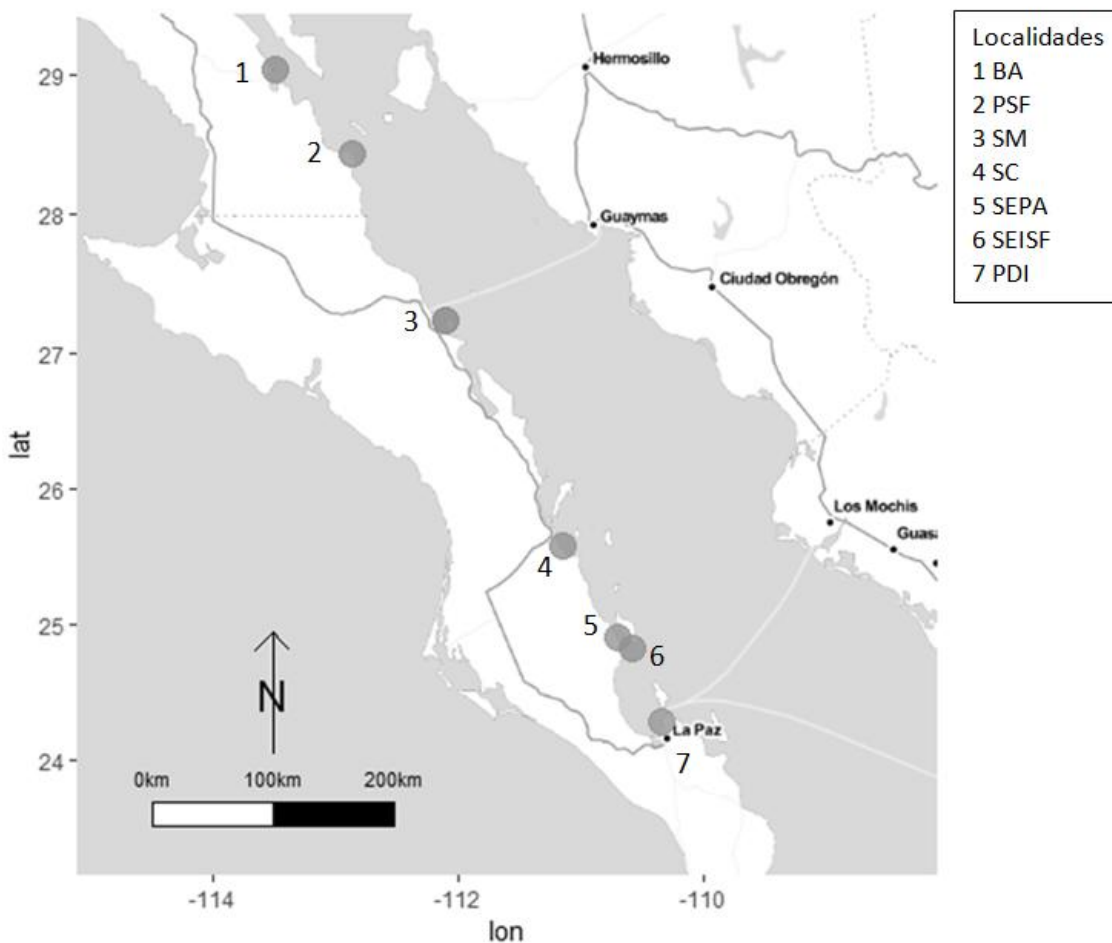 Localidades
1 BA
2 PSF
3 SM
4 SC
5 SEPA
6 SEISF
7 PDI
29
28
27
26
25
24
lat
1
2
3
4
5
6
7
Hermosillo
Guaymas
Ciudad Obregón
Los Mochis
Guasa
La Paz
N
0km 100km 200km
-114 -112 -110
lon